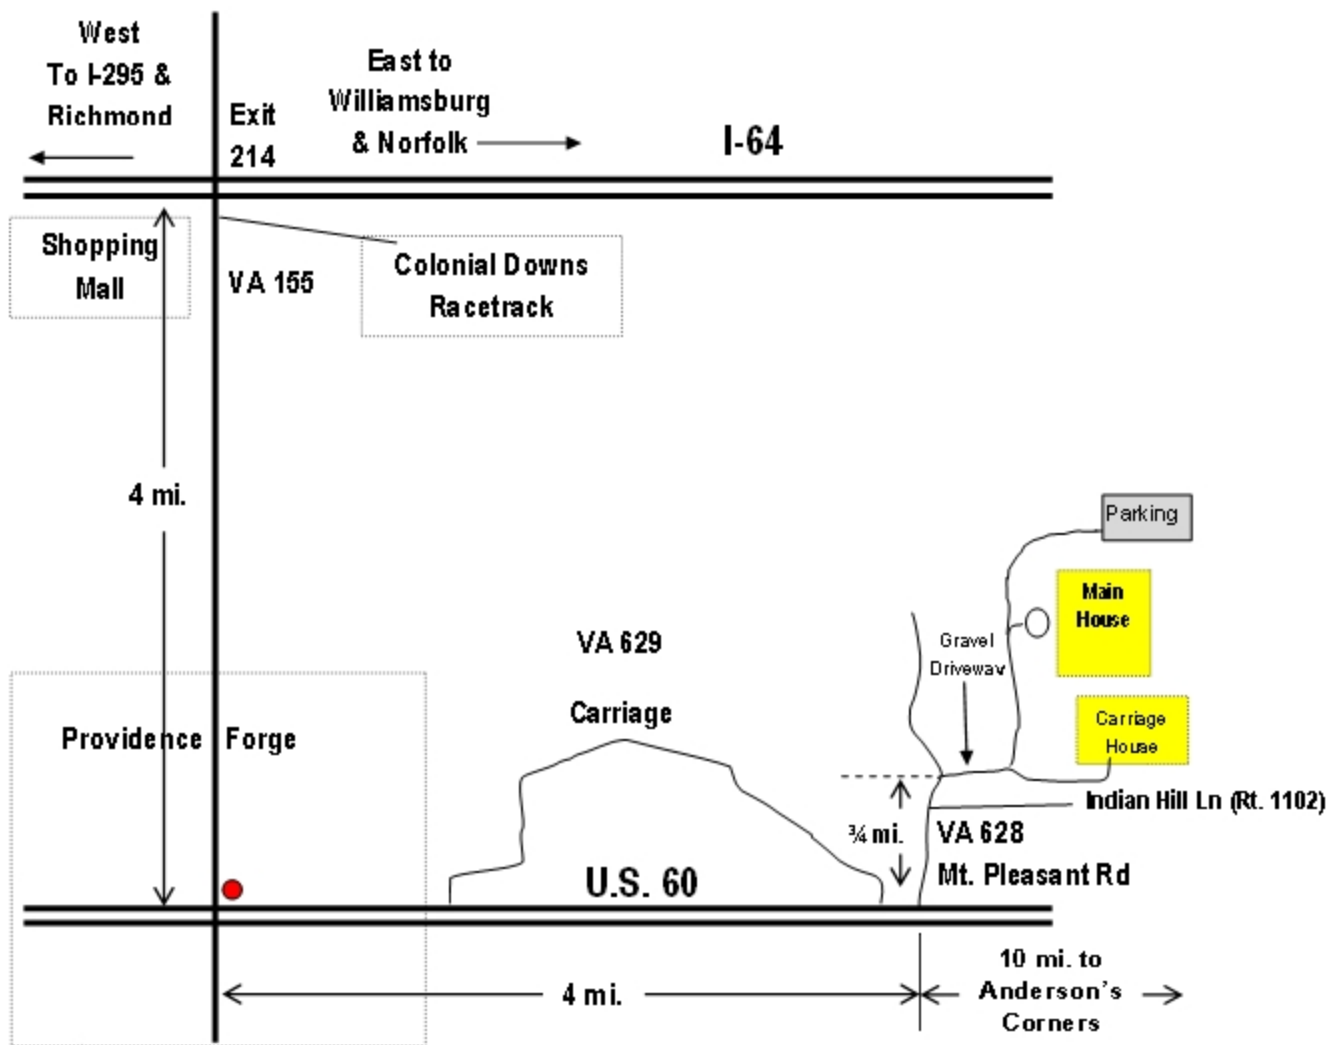 West
To I-295 &
Richmond
Exit
214
East to
Williamsburg
& Norfolk
I-64
Shopping
Mall
VA 155
Colonial Downs
Racetrack
4 mi.
Parking
Main
House
VA 629
Gravel
Driveway
Carriage
Providence Forge
Carriage
House
Indian Hill Ln (Rt. 1102)
¾ mi.
VA 628
Mt. Pleasant Rd
U.S. 60
4 mi.
10 mi. to
Anderson's
Corners